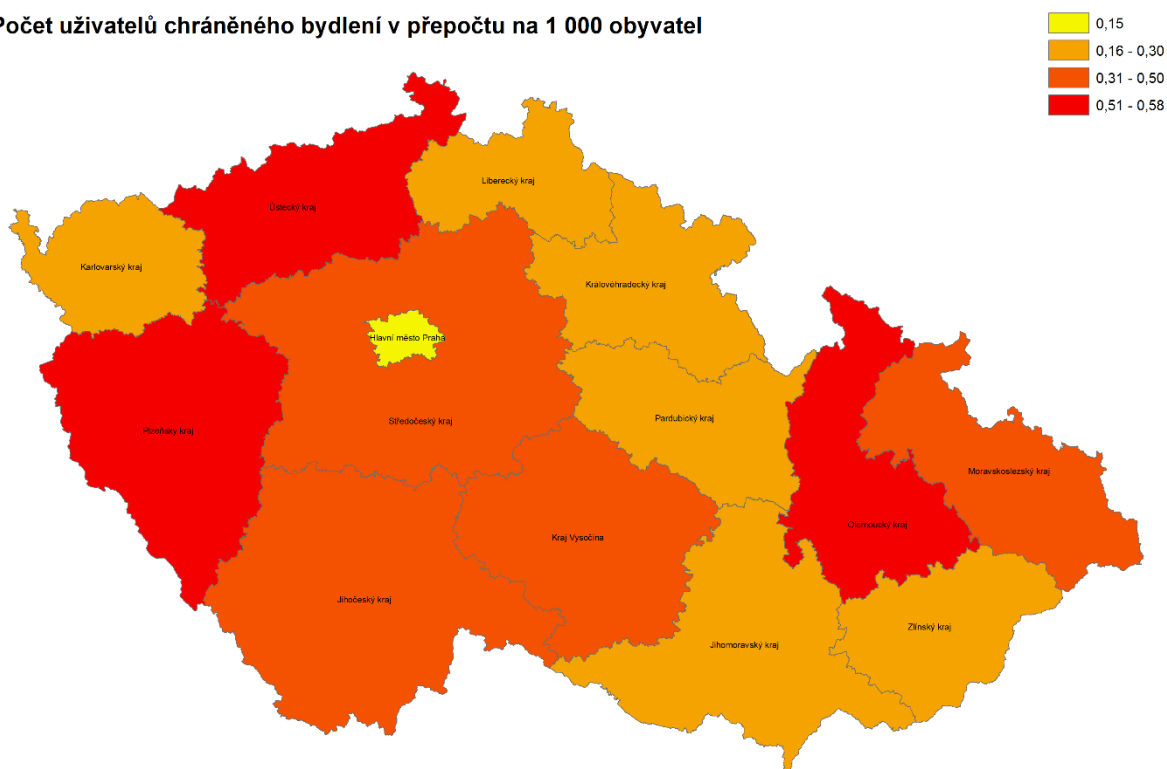 Počet uživatelů chráněného bydlení v přepočtu na 1 000 obyvatel
0,15
0,16 - 0,30
0,31 - 0,50
0,51 - 0,58
Liberecký kraj
Ústecký kraj
Karlovarský kraj
Královéhradecký kraj
Hlavní město Praha
Pardubický kraj
Středočeský kraj
Plzeňský kraj
Moravskoslezský kraj
Olomoucký kraj
Kraj Vysočina
Jihočeský kraj
Zlínský kraj
Jihomoravský kraj